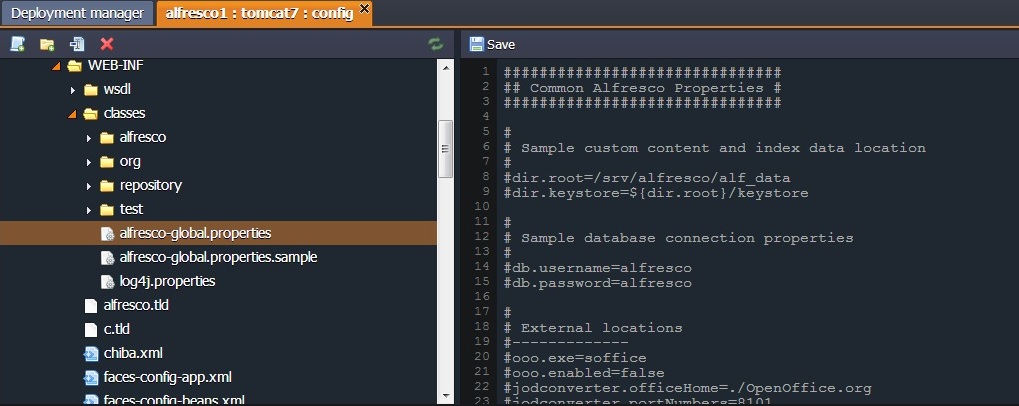 Deployment manager
alfresco1 : tomcat7 : config
Save
WEB-INF
wsdl
classes
alfresco
org
repository
test
alfresco-global.properties
alfresco-global.properties.sample
log4j.properties
alfresco.tld
c.tld
chiba.xml
faces-config-app.xml
faces-config-beans.xml
1 ###############################
2 ## Common Alfresco Properties #
3 ###############################
4
5 #
6 # Sample custom content and index data location
7 #
8 #dir.root=/srv/alfresco/alf_data
9 #dir.keystore=${dir.root}/keystore
10
11 #
12 # Sample database connection properties
13 #
14 #db.username=alfresco
15 #db.password=alfresco
16
17 #
18 # External locations
19 #-------------
20 #ooo.exe=soffice
21 #ooo.enabled=false
22 #jodconverter.officeHome=./OpenOffice.org
23 #jodconverter.portNumbers=8101